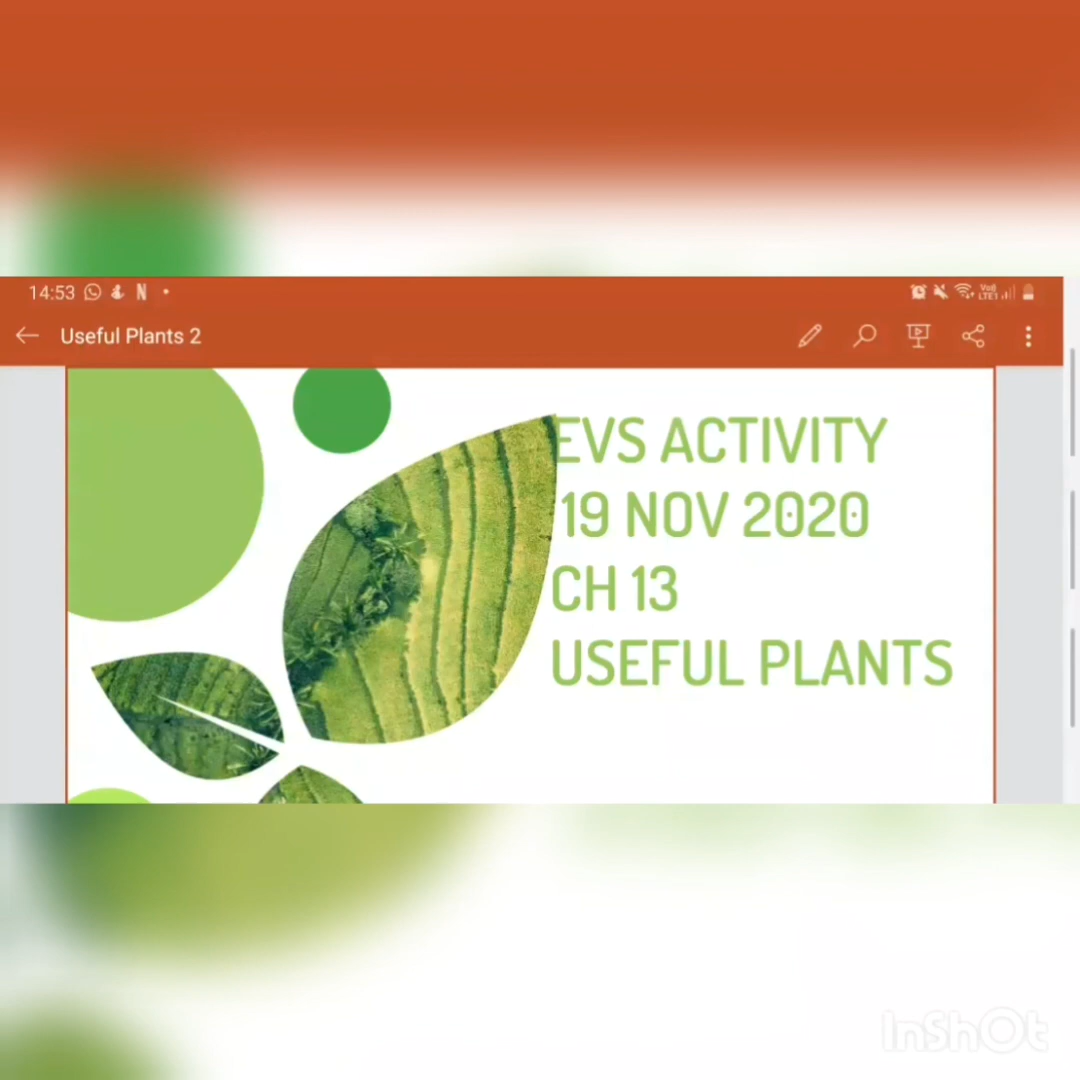 14:53
Useful Plants 2
EVS ACTIVITY
19 NOV 2020
CH 13
USEFUL PLANTS
InShOt